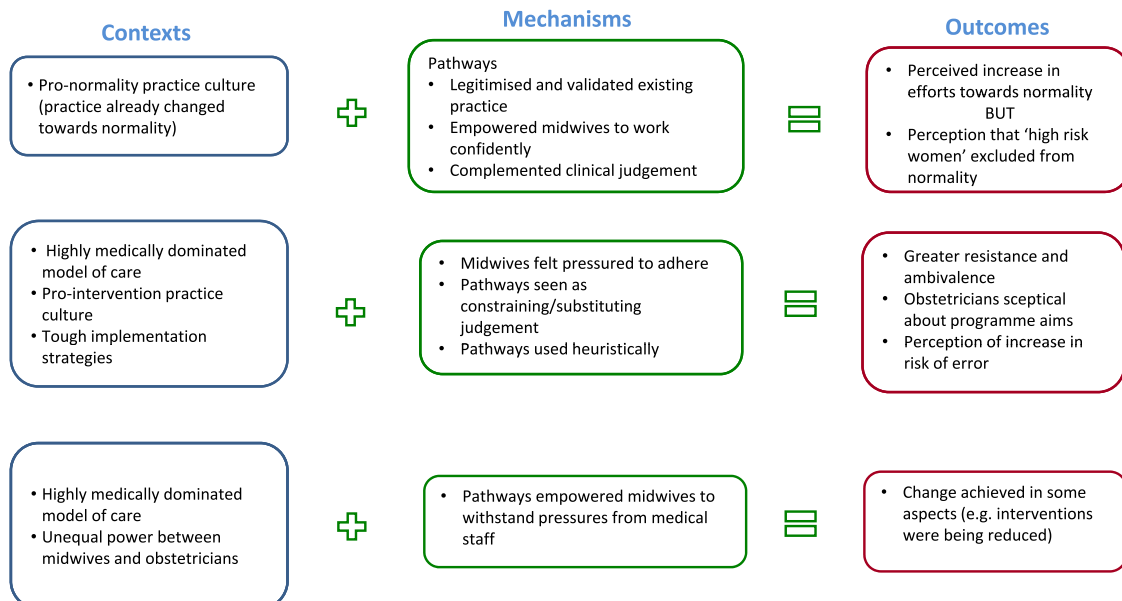 Contexts
Mechanisms
Outcomes
• Pro-normality practice culture
(practice already changed
towards normality)
Pathways
• Legitimised and validated existing
practice
• Empowered midwives to work
confidently
• Complemented clinical judgement
• Perceived increase in
efforts towards normality
BUT
• Perception that ‘high risk
women’ excluded from
normality
• Highly medically dominated
model of care
• Pro-intervention practice
culture
• Tough implementation
strategies
• Midwives felt pressured to adhere
• Pathways seen as
constraining/substituting
judgement
• Pathways used heuristically
• Greater resistance and
ambivalence
• Obstetricians sceptical
about programme aims
• Perception of increase in
risk of error
• Highly medically dominated
model of care
• Unequal power between
midwives and obstetricians
• Pathways empowered midwives to
withstand pressures from medical
staff
• Change achieved in some
aspects (e.g. interventions
were being reduced)